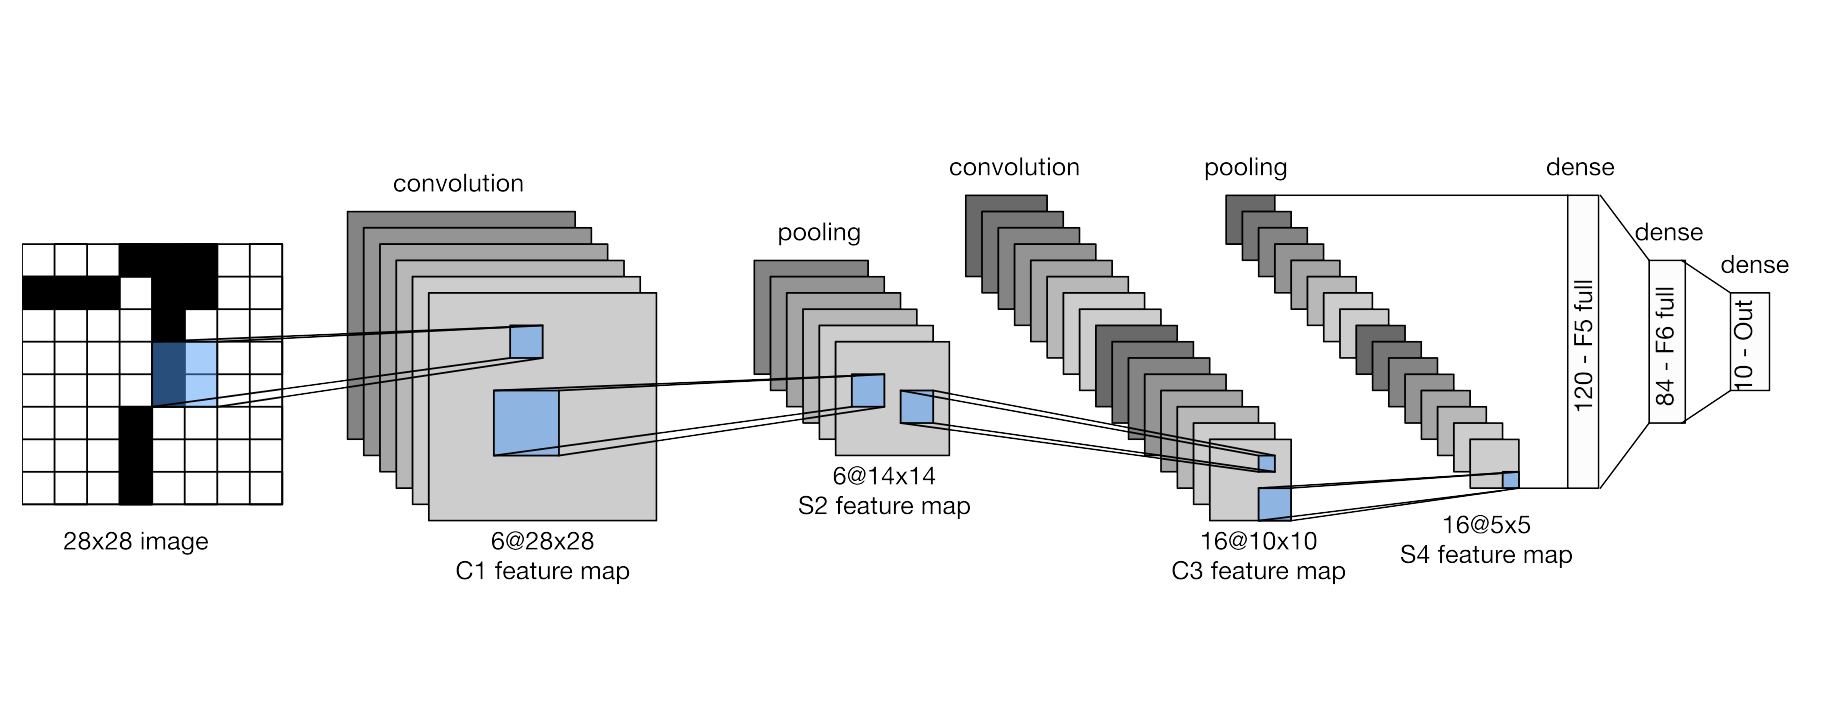 convolution
pooling
convolution
pooling
dense
dense
dense
120 - F5 full
84 - F6 full
10 - Out
28x28 image
6@28x28
C1 feature map
6@14x14
S2 feature map
16@10x10
C3 feature map
16@5x5
S4 feature map